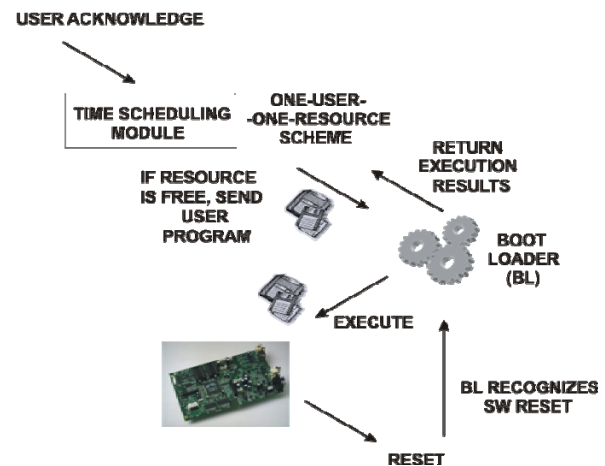 USER ACKNOWLEDGE
TIME SCHEDULING
MODULE
ONE-USER-
-ONE-RESOURCE
SCHEME
RETURN
EXECUTION
RESULTS
IF RESOURCE
IS FREE, SEND
USER
PROGRAM
BOOT
LOADER
(BL)
EXECUTE
BL RECOGNIZES
SW RESET
RESET